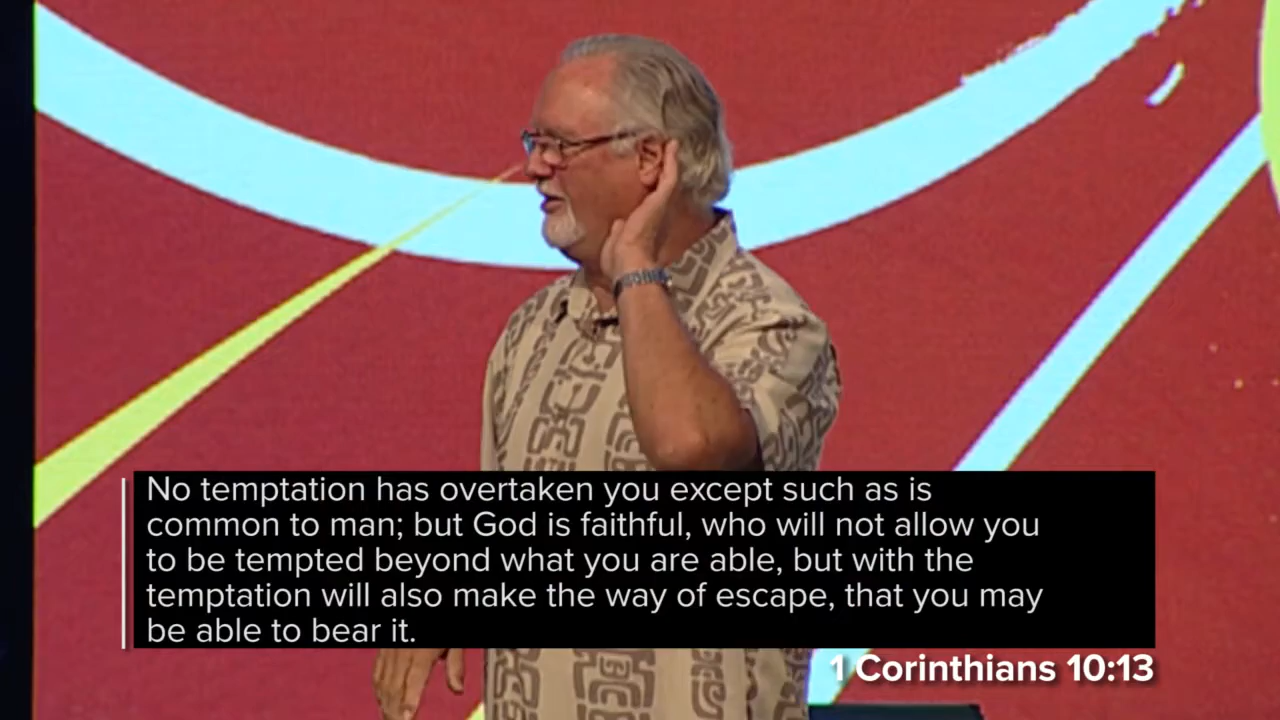 No temptation has overtaken you except such as is
common to man; but God is faithful, who will not allow you
to be tempted beyond what you are able, but with the
temptation will also make the way of escape, that you may
be able to bear it.
1 Corinthians 10:13